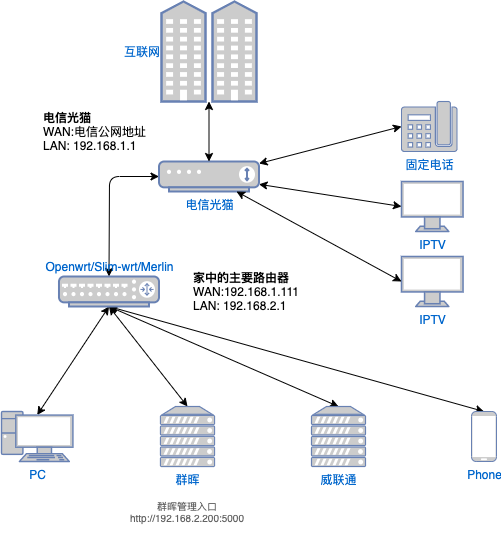 互联网
电信光猫
WAN:电信公网地址
LAN: 192.168.1.1
固定电话
电信光猫
IPTV
Openwrt/Slim-wrt/Merlin
家中的主要路由器
WAN:192.168.1.111
LAN: 192.168.2.1
IPTV
PC
群晖
威联通
Phone
群晖管理入口
http://192.168.2.200:5000